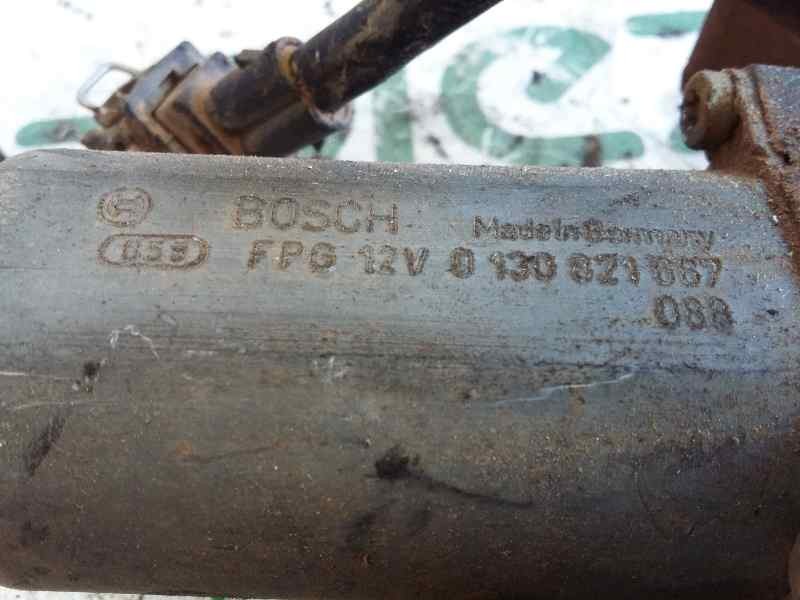 BOSCH Made in Germany
FPG 12V 0 130 821 667
088